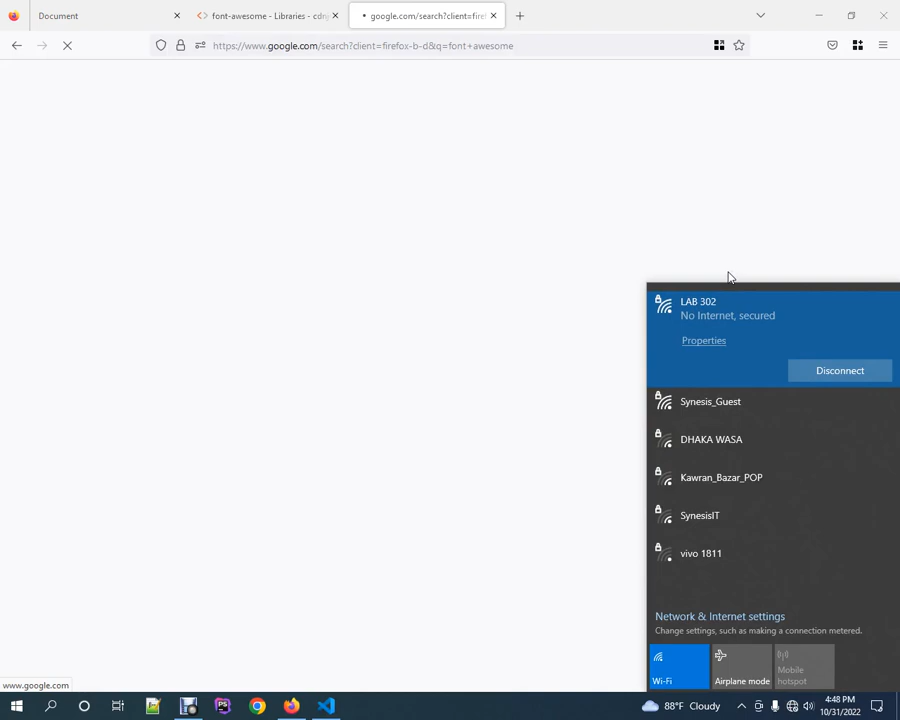 Document
font-awesome - Libraries - cdnj
google.com/search?client=firef
https://www.google.com/search?client=firefox-b-d&q=font+awesome
LAB 302
No Internet, secured
Properties
Disconnect
Synesis_Guest
DHAKA WASA
Kawran_Bazar_POP
SynesisIT
vivo 1811
Network & Internet settings
Change settings, such as making a connection metered.
Wi-Fi
Airplane mode
Mobile
hotspot
www.google.com
PS
88°F Cloudy
4:48 PM
10/31/2022